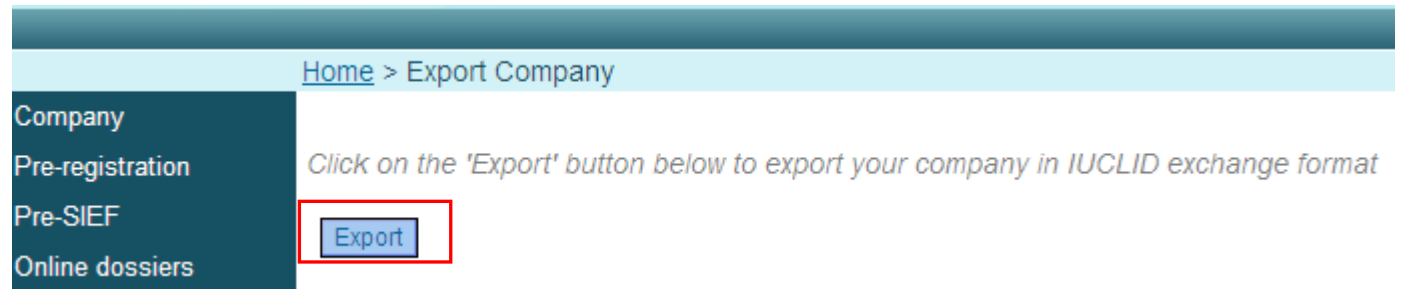 Home > Export Company
Company
Pre-registration
Pre-SIEF
Online dossiers
Click on the 'Export' button below to export your company in IUCLID exchange format
Export